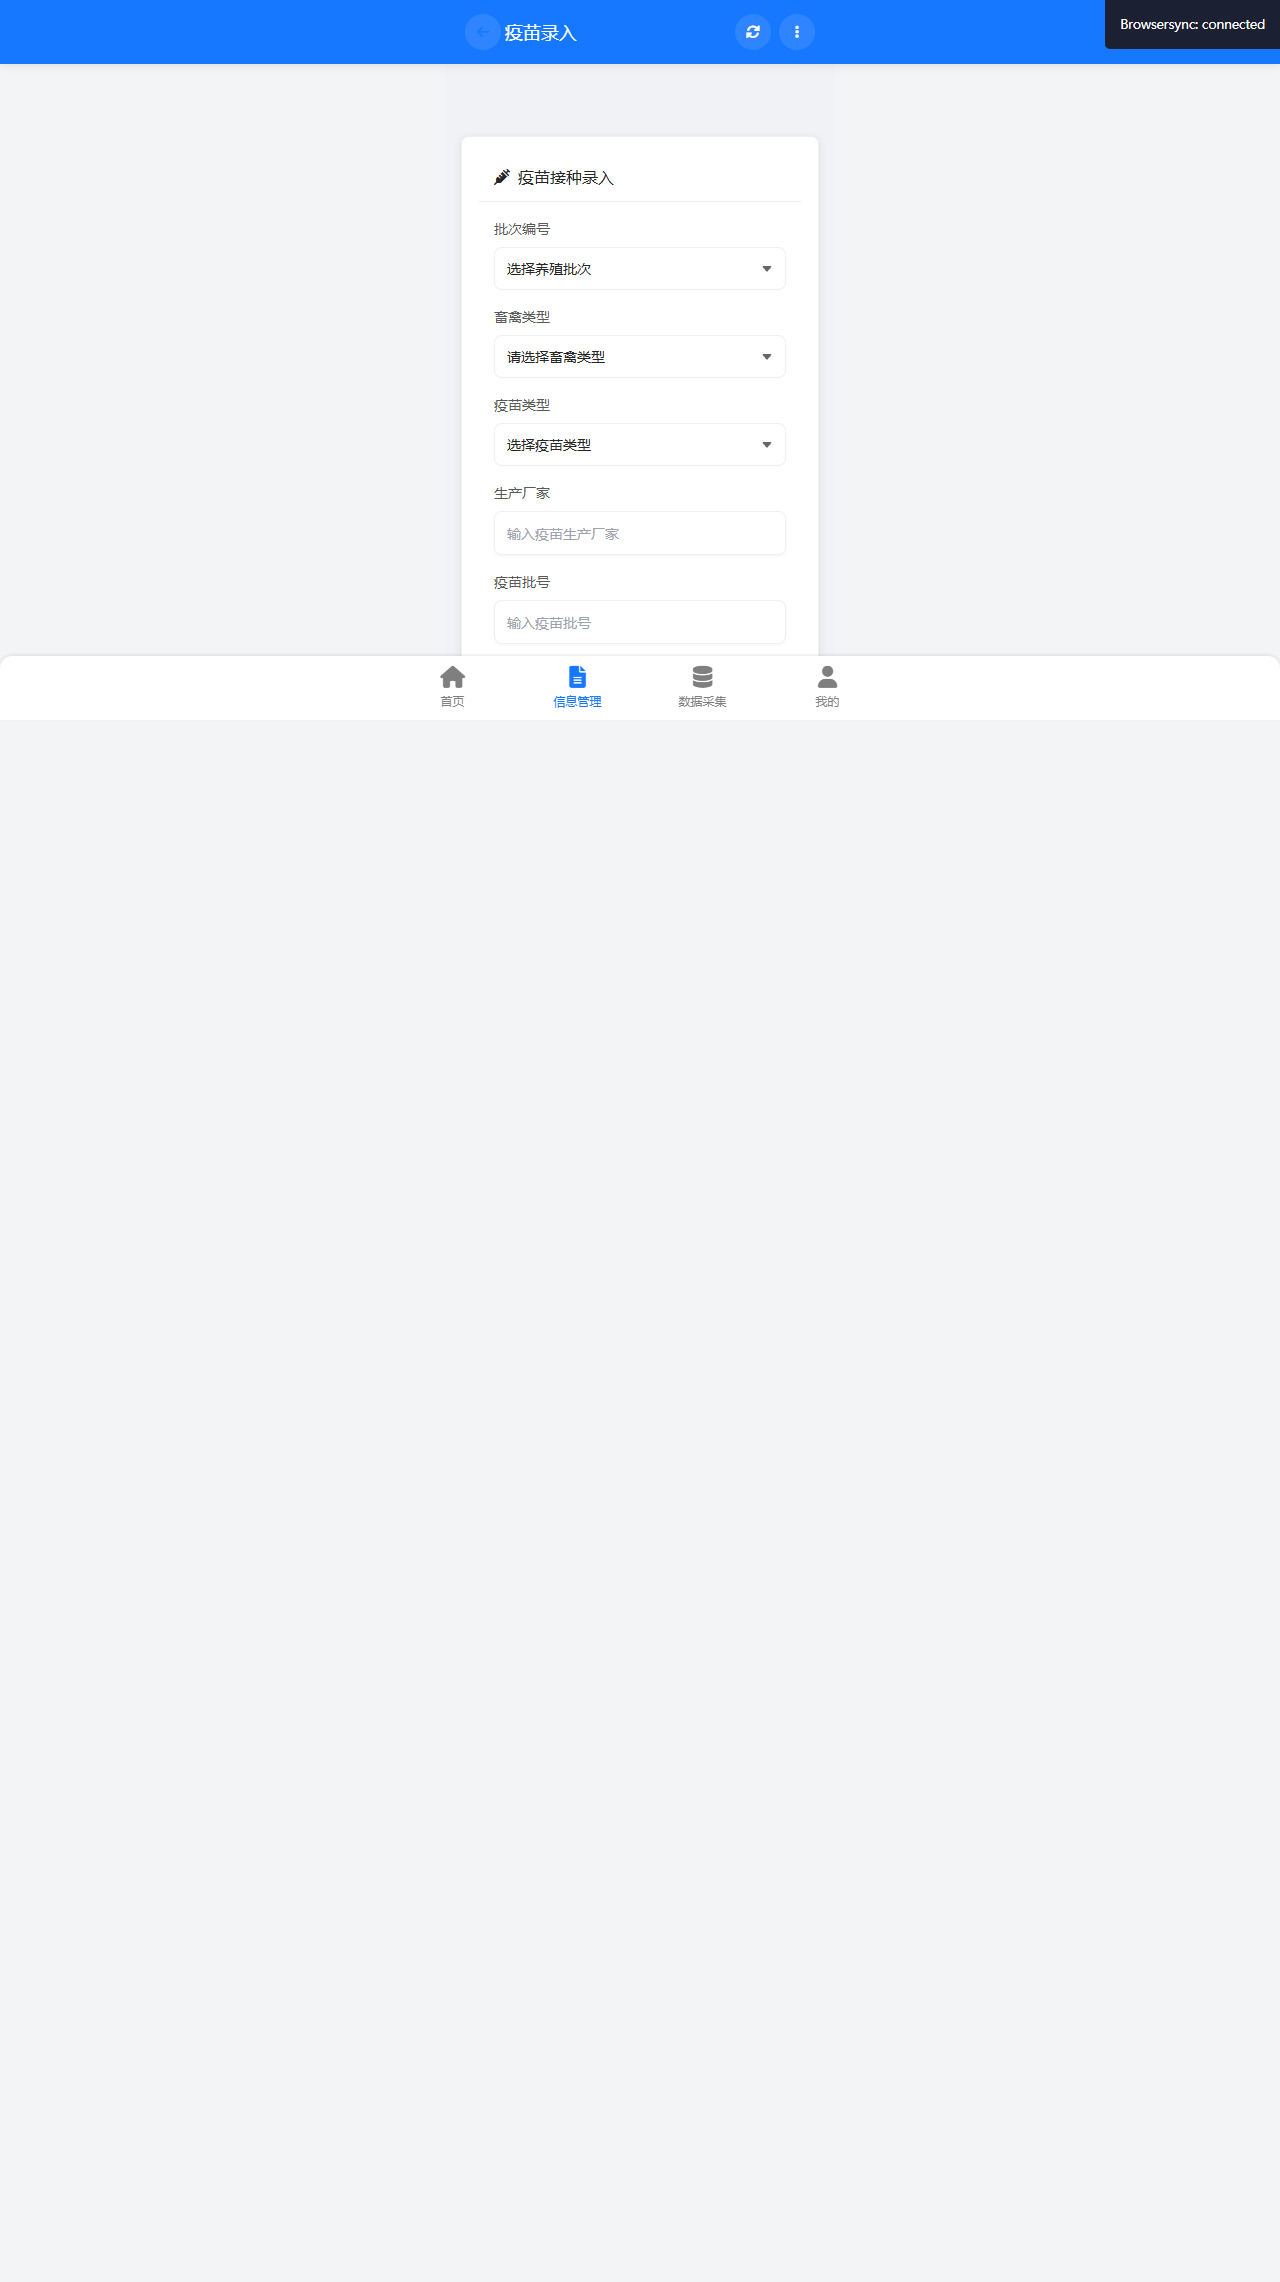 疫苗录入
Browsersync: connected
疫苗接种录入
批次编号
选择养殖批次
畜禽类型
请选择畜禽类型
疫苗类型
选择疫苗类型
生产厂家
输入疫苗生产厂家
疫苗批号
输入疫苗批号
首页
信息管理
数据采集
我的